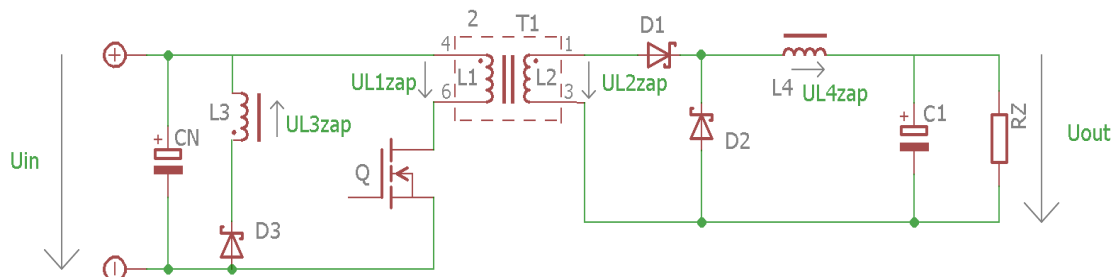 2
T1
D1
4
1
UL1zap
L1
L2
UL2zap
6
3
L3
UL3zap
L4
UL4zap
+
CN
Uin
Q
D2
+
C1
RZ
Uout
D3